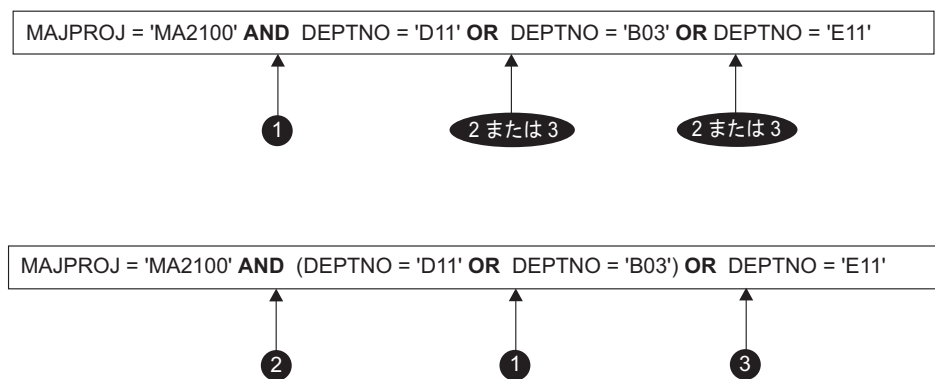 MAJPROJ = 'MA2100' AND DEPTNO = 'D11' OR DEPTNO = 'B03' OR DEPTNO = 'E11'
1 2 または 3 2 または 3
MAJPROJ = 'MA2100' AND (DEPTNO = 'D11' OR DEPTNO = 'B03') OR DEPTNO = 'E11'
2 1 3